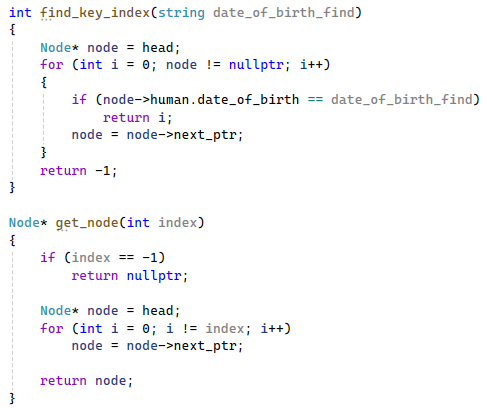 int find_key_index(string date_of_birth_find)
{
    Node* node = head;
    for (int i = 0; node != nullptr; i++)
    {
        if (node->human.date_of_birth == date_of_birth_find)
            return i;
        node = node->next_ptr;
    }
    return -1;
}

Node* get_node(int index)
{
    if (index == -1)
        return nullptr;

    Node* node = head;
    for (int i = 0; i != index; i++)
        node = node->next_ptr;

    return node;
}